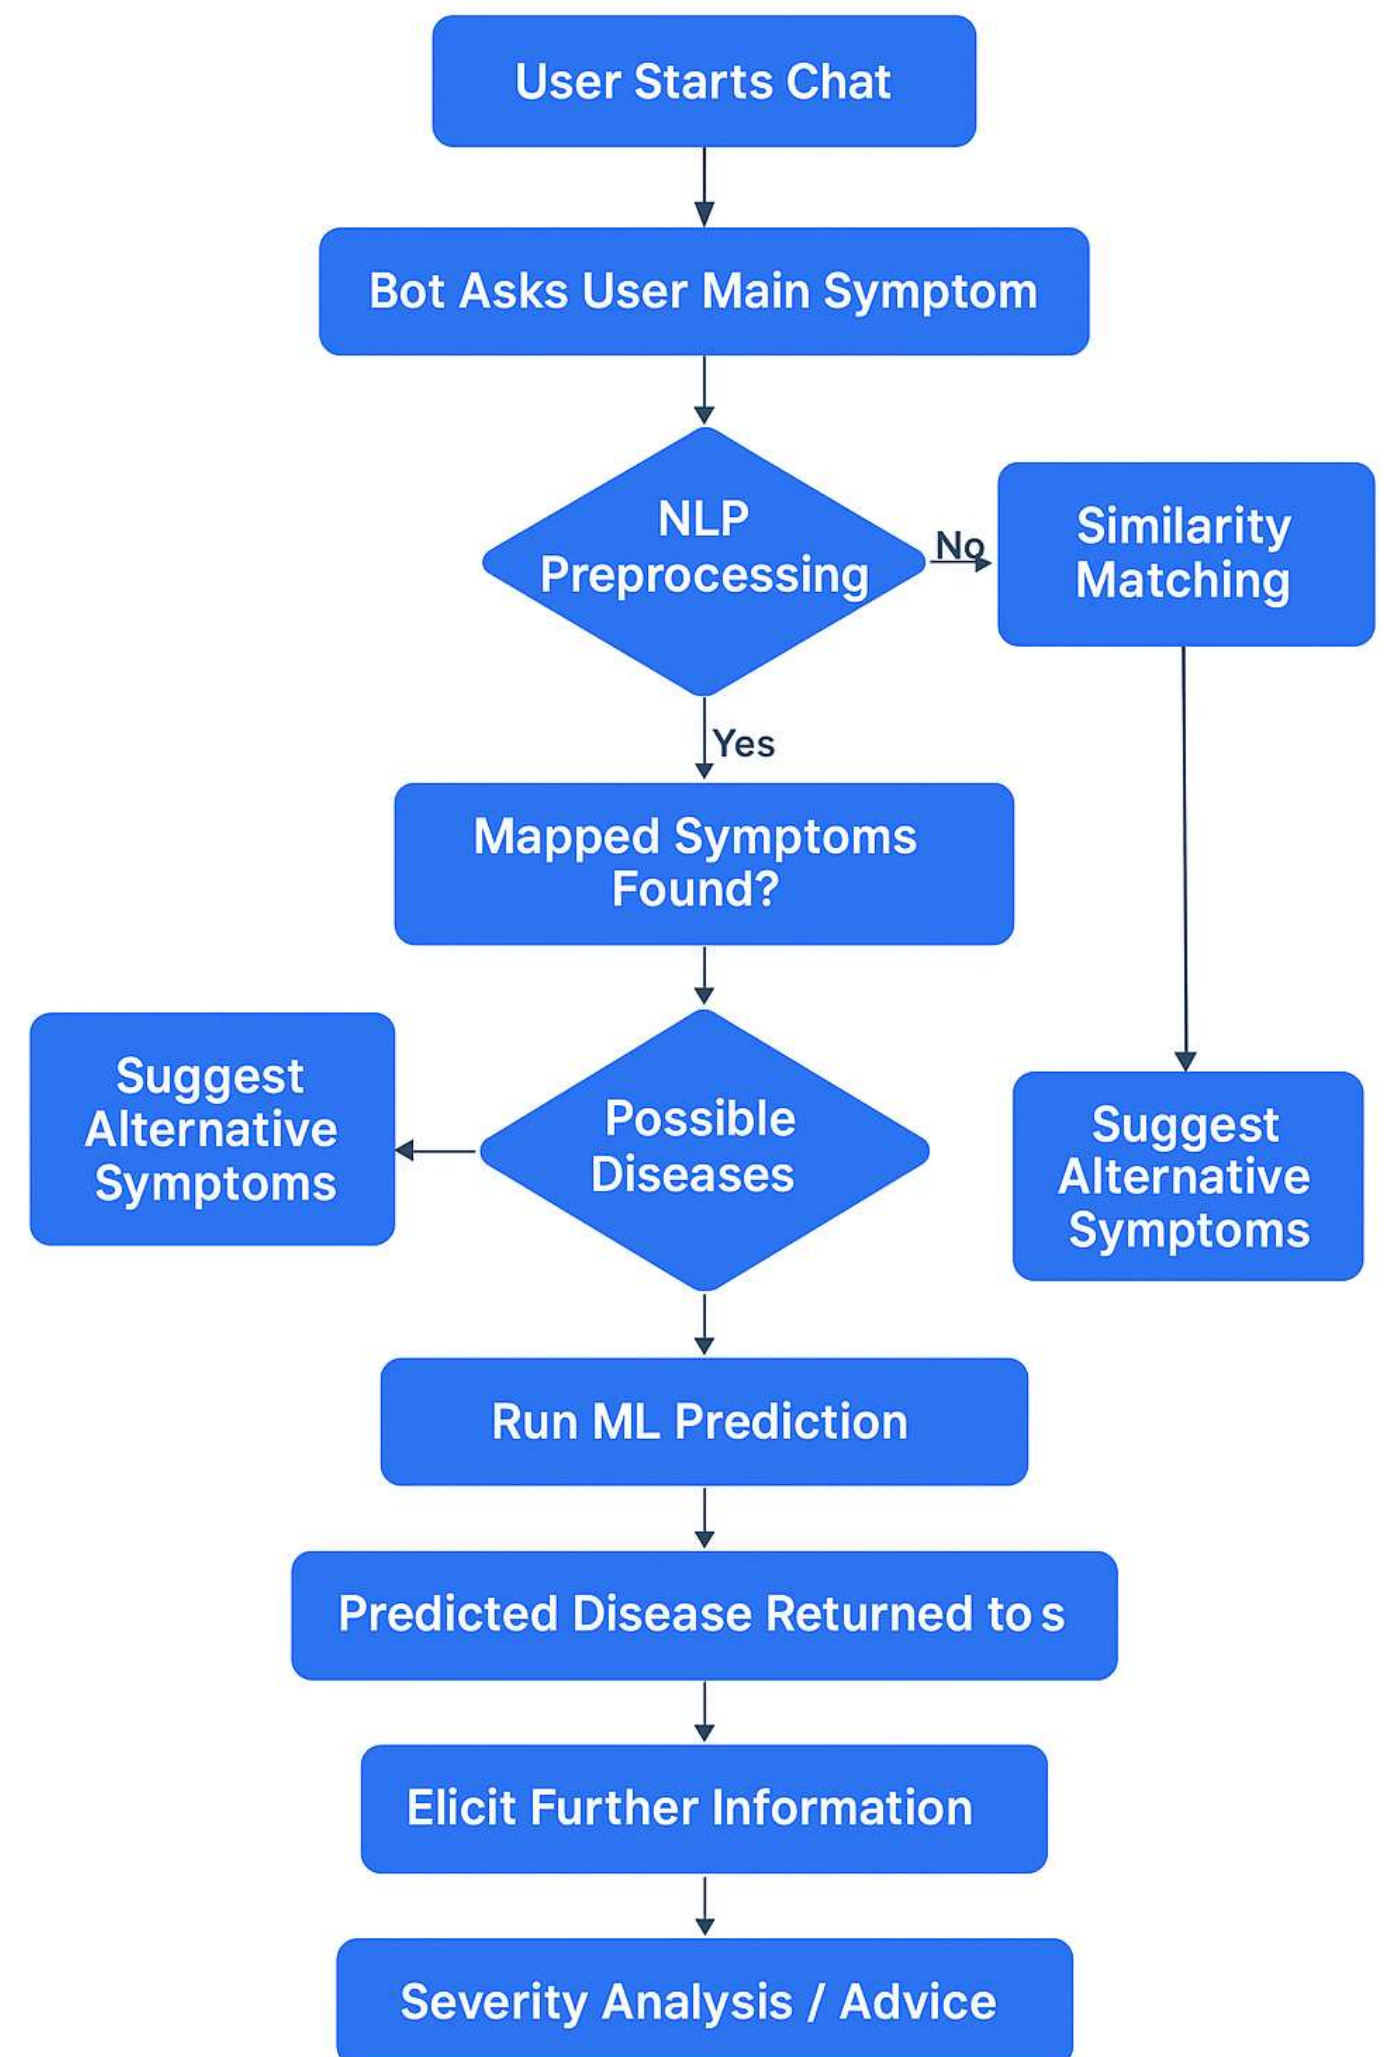 User Starts Chat
Bot Asks User Main Symptom
NLP
Preprocessing
No
Similarity
Matching
Yes
Mapped Symptoms
Found?
Suggest
Alternative
Symptoms
Possible
Diseases
Suggest
Alternative
Symptoms
Run ML Prediction
Predicted Disease Returned to s
Elicit Further Information
Severity Analysis / Advice